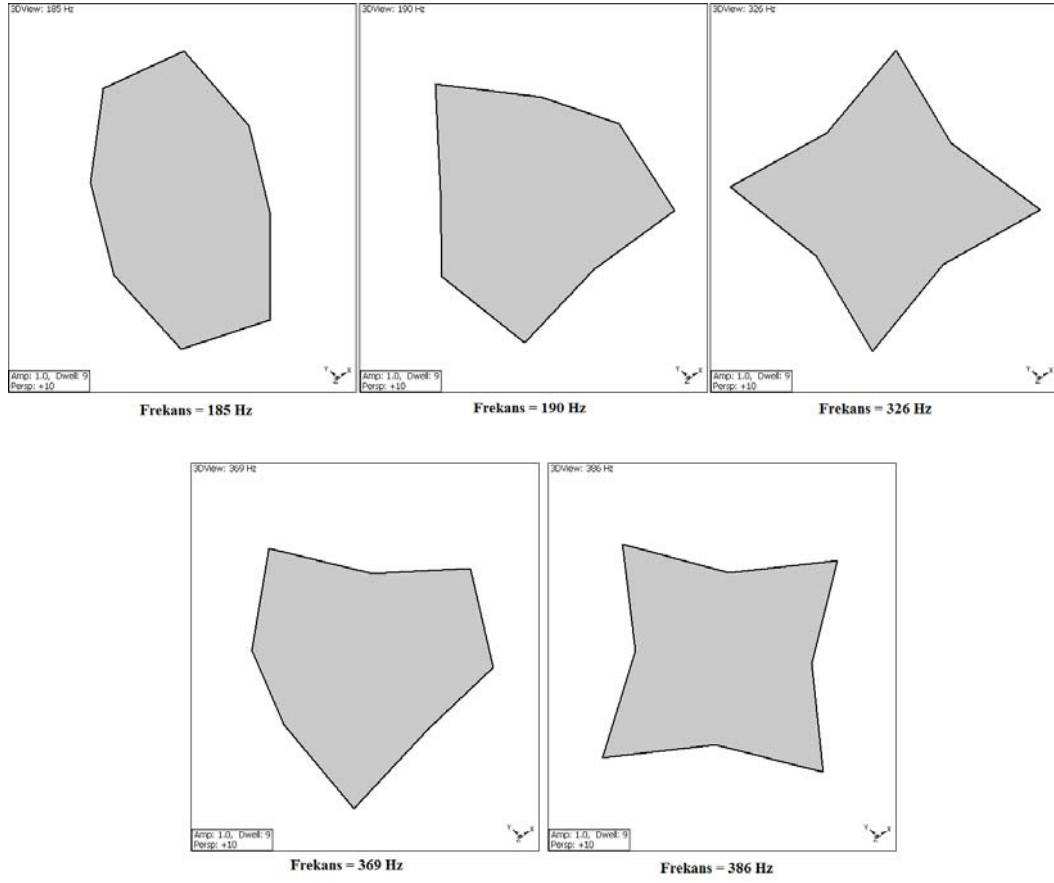 3DView: 185 Hz
3DView: 190 Hz
3DView: 326 Hz
Amp: 1.0, Dwell: 9
Persp: +10
Y X
Z
Amp: 1.0, Dwell: 9
Persp: +10
Y X
Z
Amp: 1.0, Dwell: 9
Persp: +10
Y X
Z
Frekans = 185 Hz
Frekans = 190 Hz
Frekans = 326 Hz
3DView: 369 Hz
3DView: 386 Hz
Amp: 1.0, Dwell: 9
Persp: +10
Y X
Z
Amp: 1.0, Dwell: 9
Persp: +10
Y X
Z
Frekans = 369 Hz
Frekans = 386 Hz